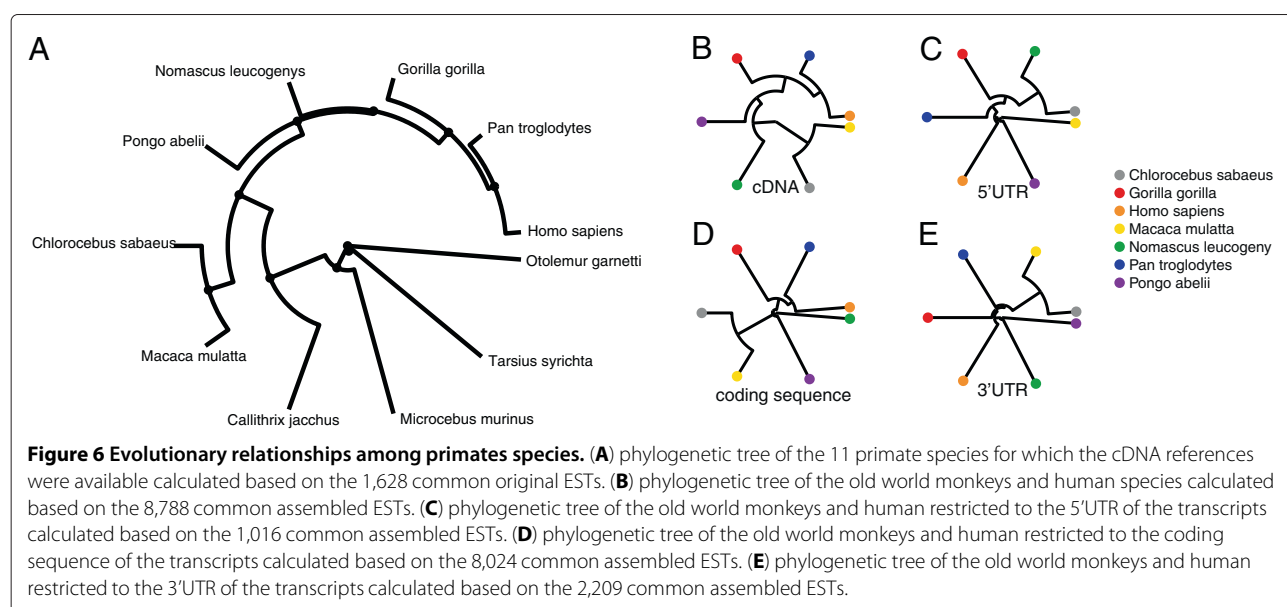 A
Nomascus leucogenys
Gorilla gorilla
Pongo abelii
Pan troglodytes
Chlorocebus sabaeus
Homo sapiens
Otolemur garnetti
Macaca mulatta
Tarsius syrichta
Callithrix jacchus
Microcebus murinus
B
cDNA
C
5'UTR
D
coding sequence
E
3'UTR
Chlorocebus sabaeus
Gorilla gorilla
Homo sapiens
Macaca mulatta
Nomascus leucogeny
Pan troglodytes
Pongo abelii
Figure 6 Evolutionary relationships among primates species. (A) phylogenetic tree of the 11 primate species for which the cDNA references
were available calculated based on the 1,628 common original ESTs. (B) phylogenetic tree of the old world monkeys and human species calculated
based on the 8,788 common assembled ESTs. (C) phylogenetic tree of the old world monkeys and human restricted to the 5'UTR of the transcripts
calculated based on the 1,016 common assembled ESTs. (D) phylogenetic tree of the old world monkeys and human restricted to the coding
sequence of the transcripts calculated based on the 8,024 common assembled ESTs. (E) phylogenetic tree of the old world monkeys and human
restricted to the 3'UTR of the transcripts calculated based on the 2,209 common assembled ESTs.